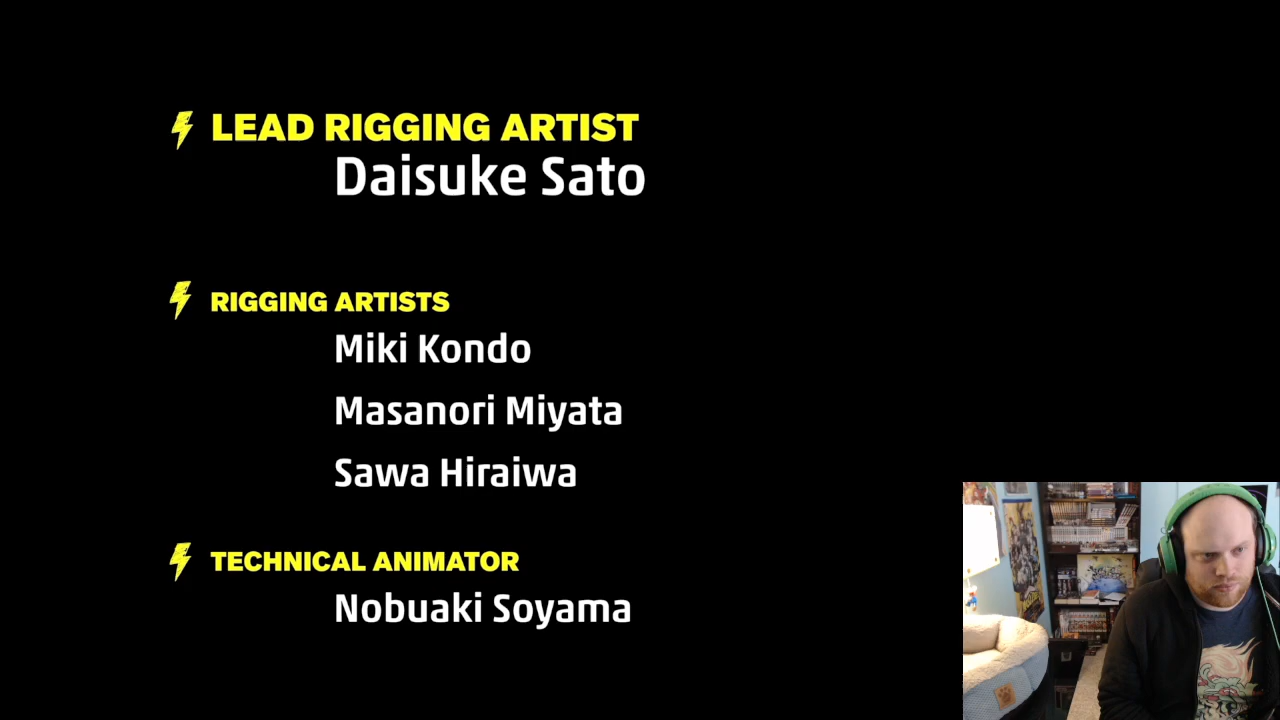 LEAD RIGGING ARTIST
Daisuke Sato
RIGGING ARTISTS
Miki Kondo
Masanori Miyata
Sawa Hiraiwa
TECHNICAL ANIMATOR
Nobuaki Soyama